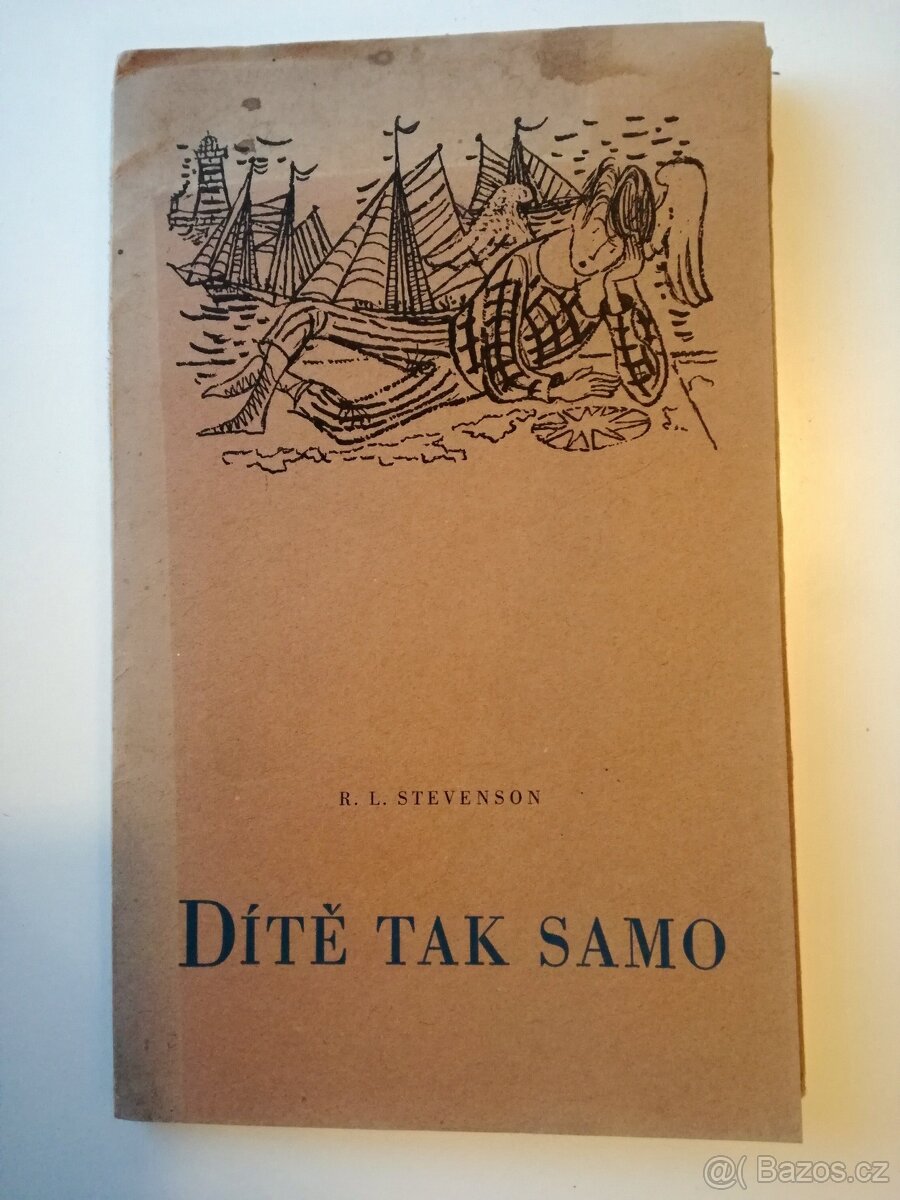 R. L. STEVENSON
DÍTĚ TAK SAMO
@( Bazos.cz